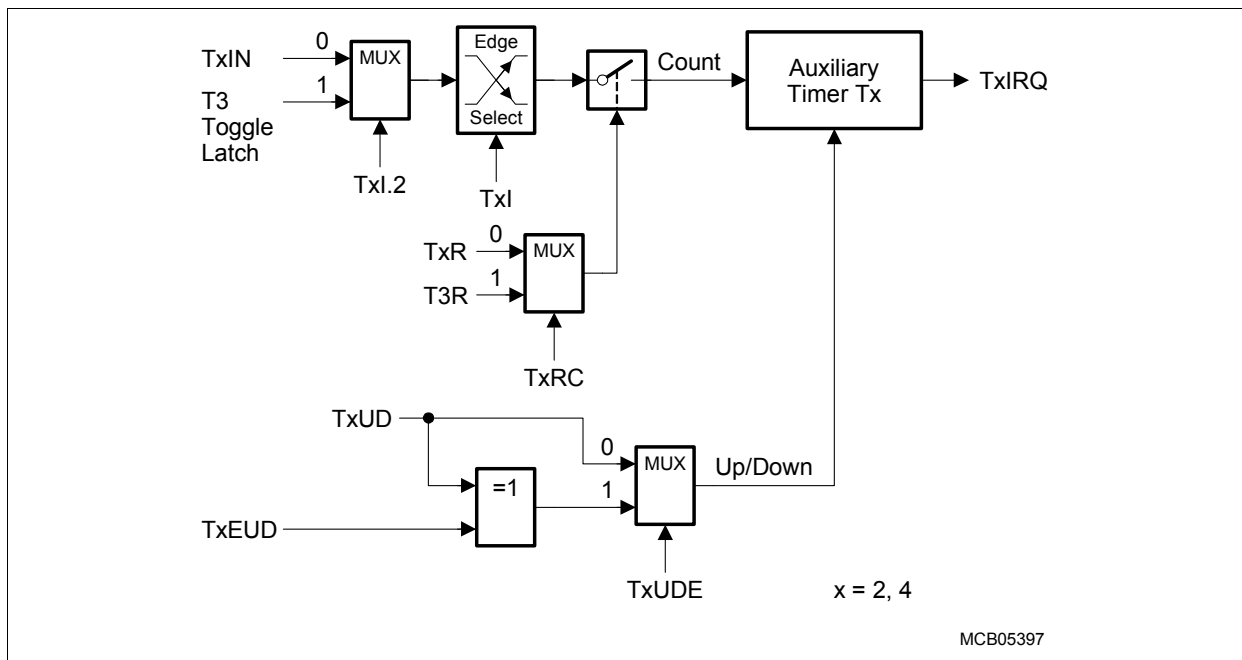 TxIN
0
MUX
Edge
Select
Count
Auxiliary
Timer Tx
TxIRQ
T3
Toggle
Latch
1
TxI.2
TxI
TxR
0
MUX
T3R
1
TxRC
TxUD
0
MUX
Up/Down
=1
1
TxEUD
TxUDE
x = 2, 4
MCB05397